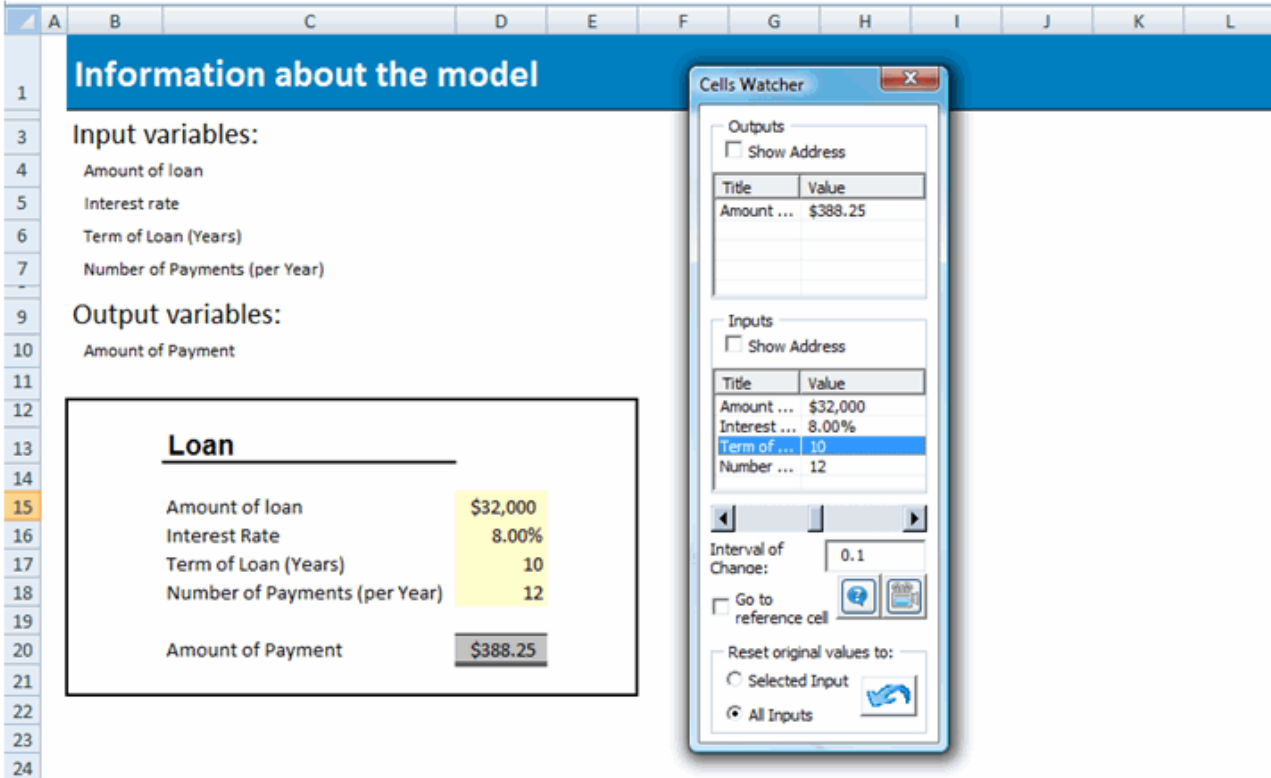 A B C D E F G H I J K L
1 Information about the model
3 Input variables:
4 Amount of loan
5 Interest rate
6 Term of Loan (Years)
7 Number of Payments (per Year)
9 Output variables:
10 Amount of Payment
11
12
13 Loan
14
15 Amount of loan $32,000
16 Interest Rate 8.00%
17 Term of Loan (Years) 10
18 Number of Payments (per Year) 12
19
20 Amount of Payment $388.25
21
22
23
24
Cells Watcher
Outputs
Show Address
Title Value
Amount ... $388.25
Inputs
Show Address
Title Value
Amount ... $32,000
Interest ... 8.00%
Term of ... 10
Number ... 12
Interval of
Change:
0.1
Go to
reference cell
Reset original values to:
Selected Input
All Inputs